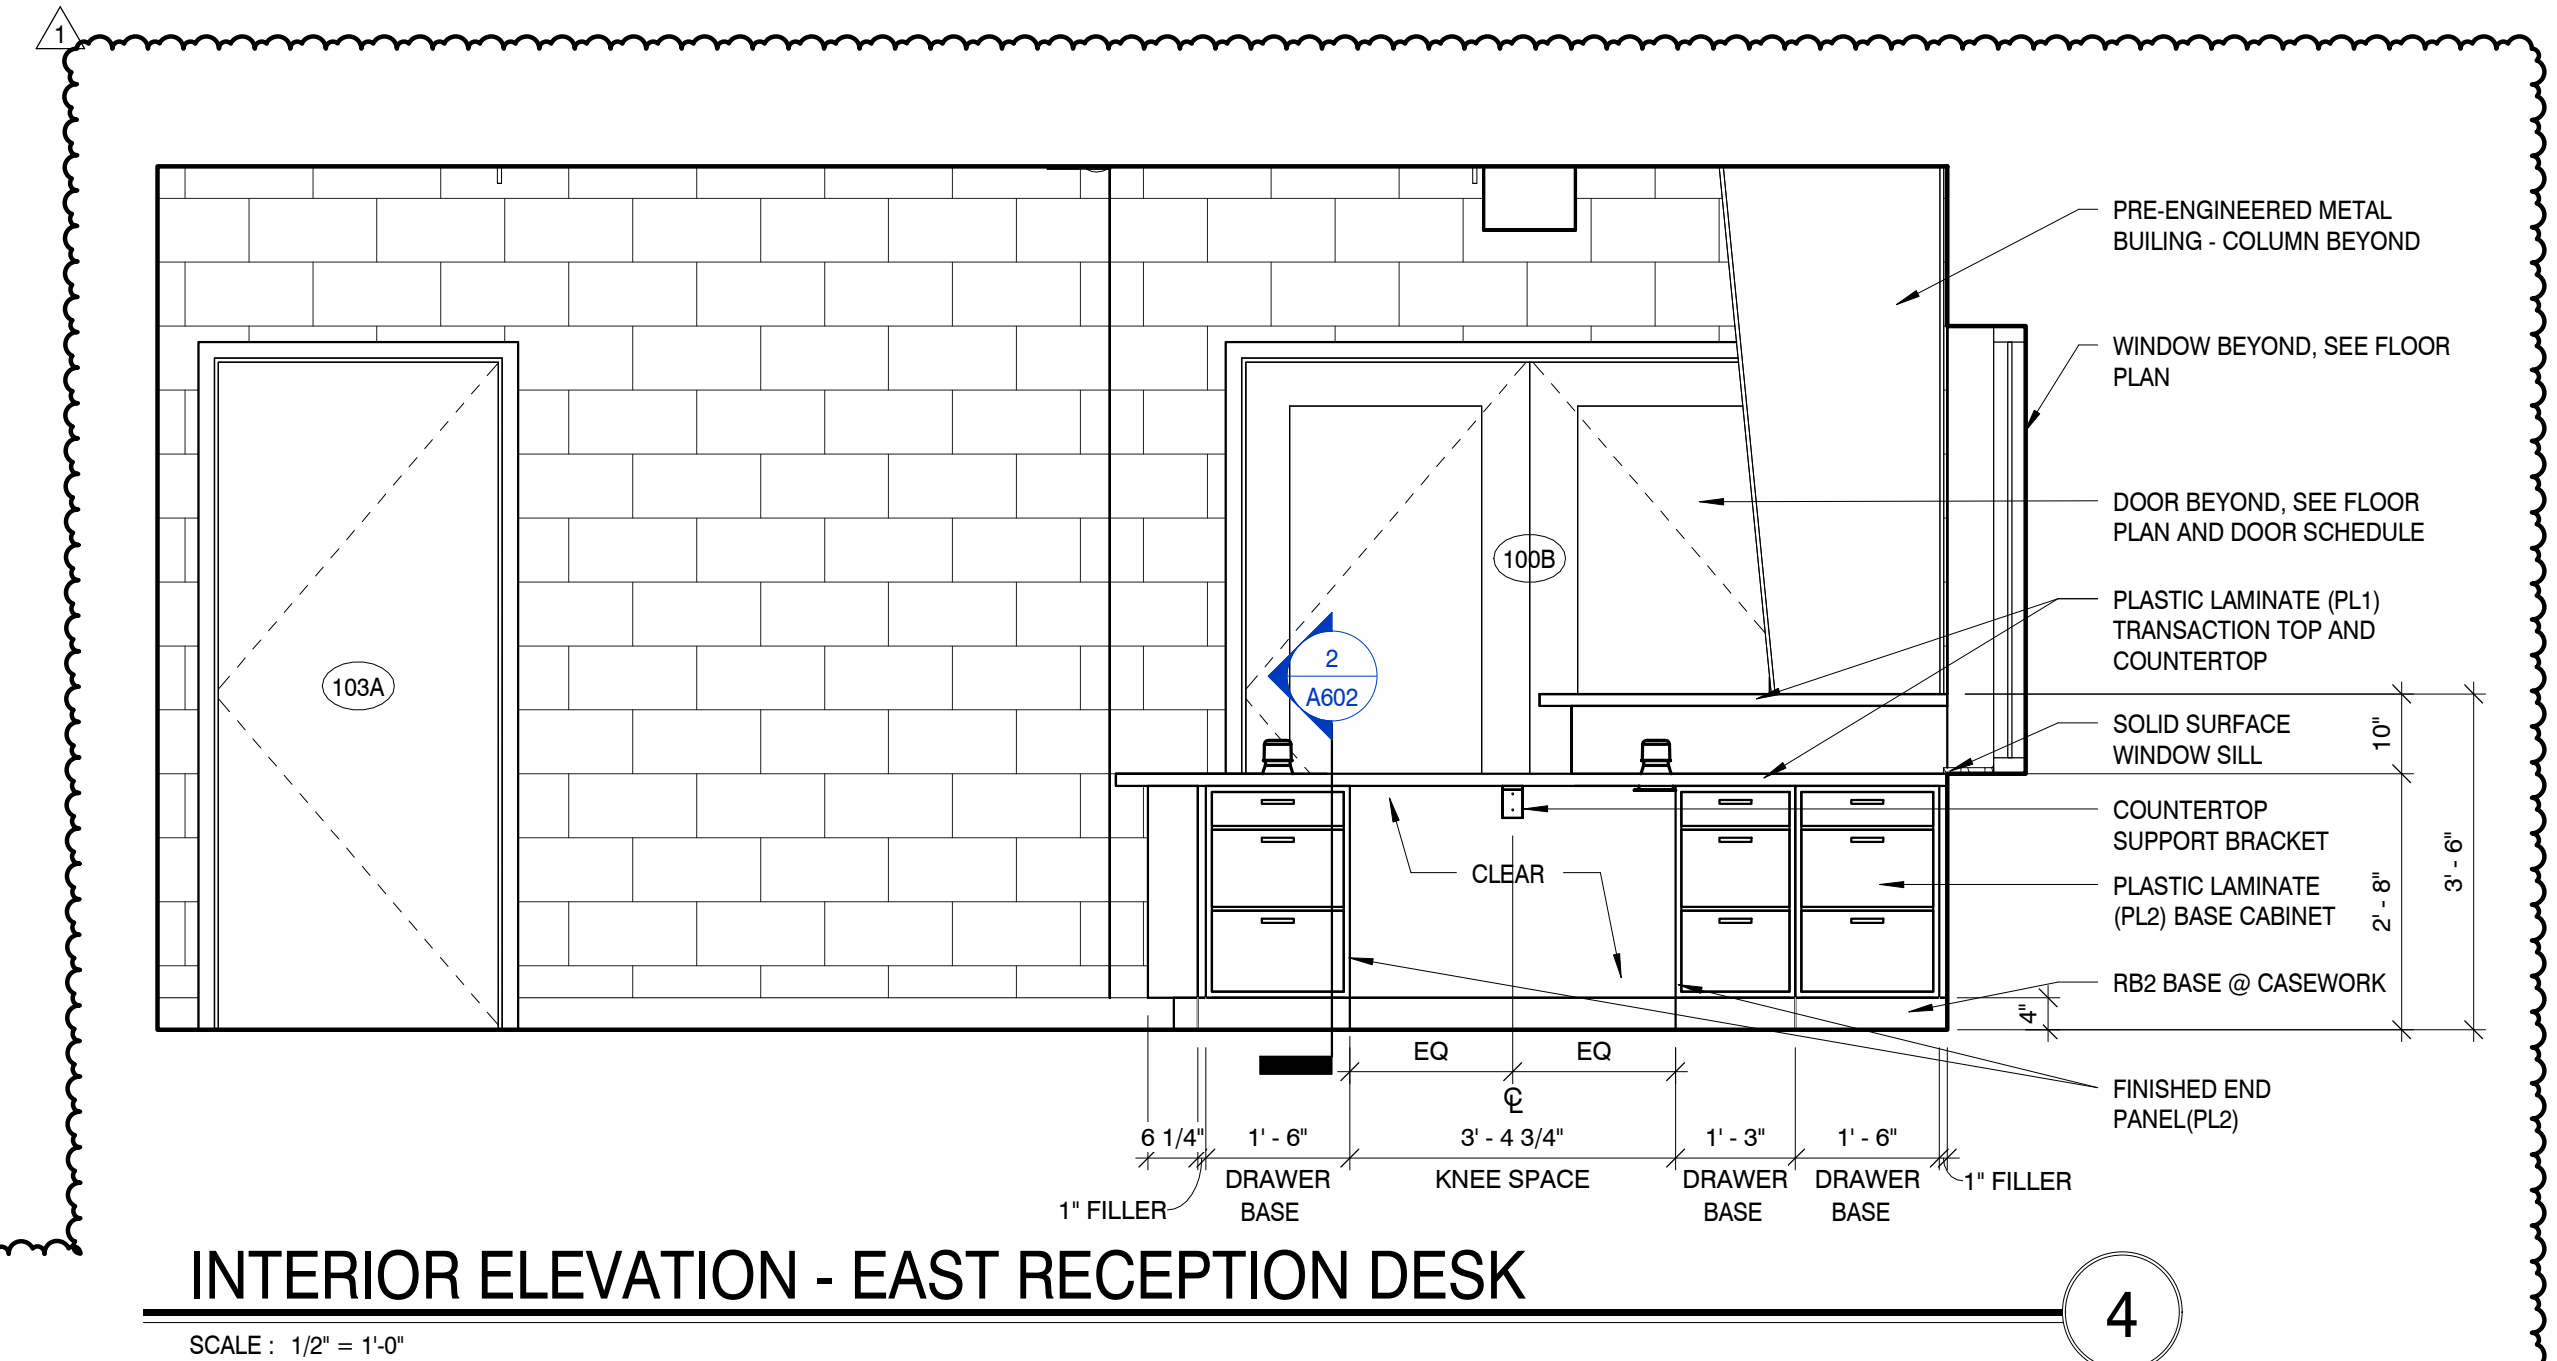 1
PRE-ENGINEERED METAL
BUILING - COLUMN BEYOND
WINDOW BEYOND, SEE FLOOR
PLAN
DOOR BEYOND, SEE FLOOR
PLAN AND DOOR SCHEDULE
100B
PLASTIC LAMINATE (PL1)
TRANSACTION TOP AND
COUNTERTOP
2
A602
103A
SOLID SURFACE
WINDOW SILL
10"
COUNTERTOP
SUPPORT BRACKET
3' - 6"
CLEAR
PLASTIC LAMINATE
(PL2) BASE CABINET
2' - 8"
RB2 BASE @ CASEWORK
4"
EQ EQ
CL
FINISHED END
PANEL(PL2)
6 1/4" 1' - 6" 3' - 4 3/4" 1' - 3" 1' - 6"
DRAWER KNEE SPACE DRAWER DRAWER 1" FILLER
1" FILLER BASE BASE BASE
INTERIOR ELEVATION - EAST RECEPTION DESK
4
SCALE : 1/2" = 1'-0"